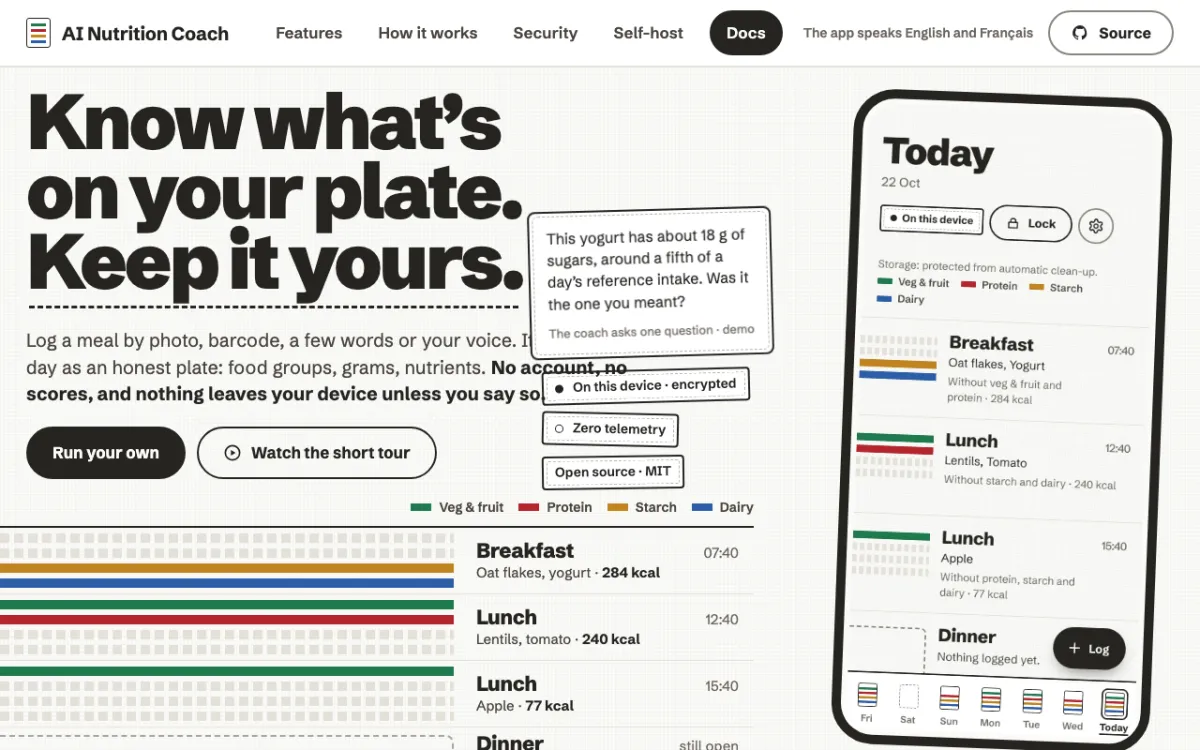 AI Nutrition Coach
Features
How it works
Security
Self-host
Docs
The app speaks English and Français
Source
Know what's
on your plate.
Keep it yours.
Log a meal by photo, barcode, a few words or your voice.
day as an honest plate: food groups, grams, nutrients. No account, no
scores, and nothing leaves your device unless you say so.
Run your own
Watch the short tour
This yogurt has about 18 g of
sugars, around a fifth of a
day's reference intake. Was it
the one you meant?
The coach asks one question · demo
On this device · encrypted
Zero telemetry
Open source · MIT
Veg & fruit
Protein
Starch
Dairy
Breakfast
07:40
Oat flakes, yogurt · 284 kcal
Lunch
12:40
Lentils, tomato · 240 kcal
Lunch
15:40
Apple · 77 kcal
Dinner
still open
Today
22 Oct
On this device
Lock
Storage: protected from automatic clean-up.
Veg & fruit
Protein
Starch
Dairy
Breakfast
07:40
Oat flakes, Yogurt
Without veg & fruit and
protein · 284 kcal
Lunch
12:40
Lentils, Tomato
Without starch and dairy · 240 kcal
Lunch
15:40
Apple
Without protein, starch and
dairy · 77 kcal
Dinner
Nothing logged yet.
+ Log
Fri
Sat
Sun
Mon
Tue
Wed
Today